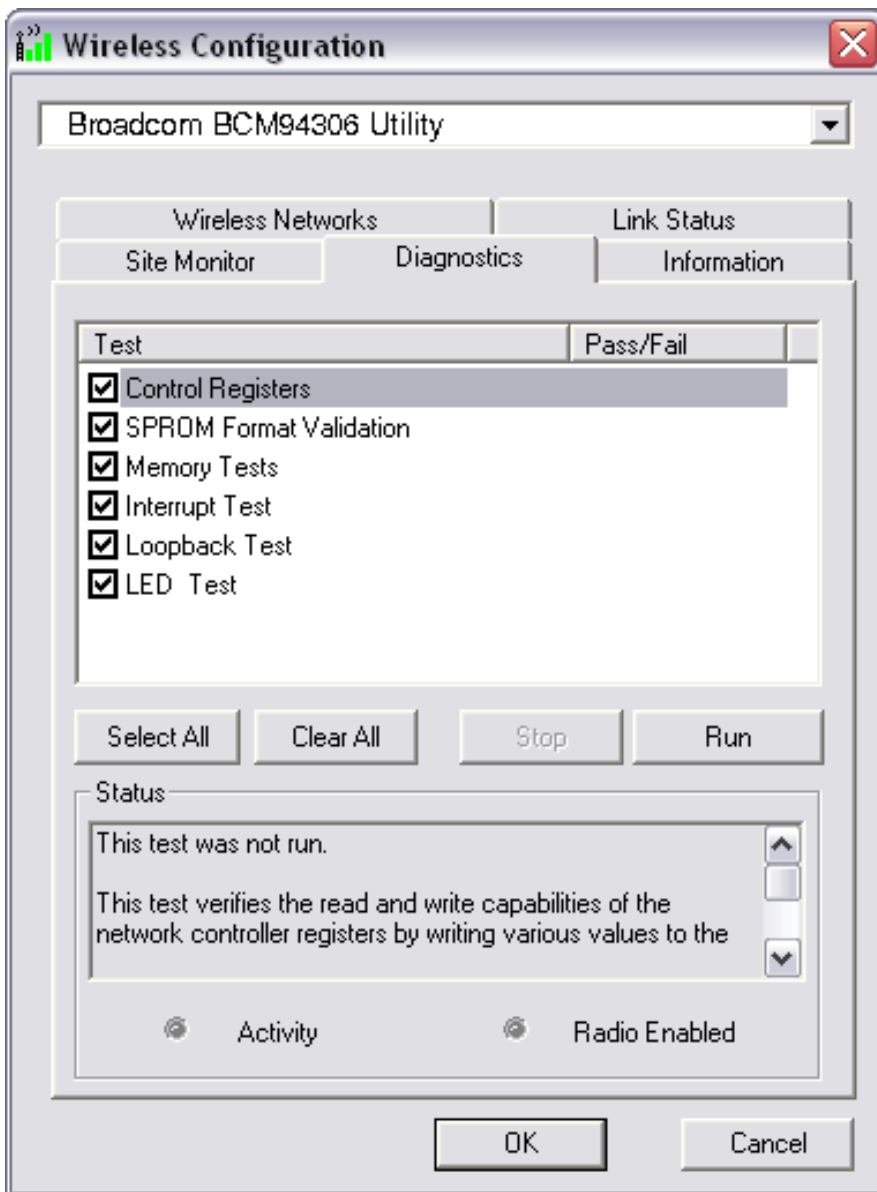 Wireless Configuration
Broadcom BCM94306 Utility
Wireless Networks
Link Status
Site Monitor
Diagnostics
Information
Test
Pass/Fail
Control Registers
SPROM Format Validation
Memory Tests
Interrupt Test
Loopback Test
LED  Test
Select All
Clear All
Stop
Run
Status
This test was not run.
This test verifies the read and write capabilities of the
network controller registers by writing various values to the
Activity
Radio Enabled
OK
Cancel